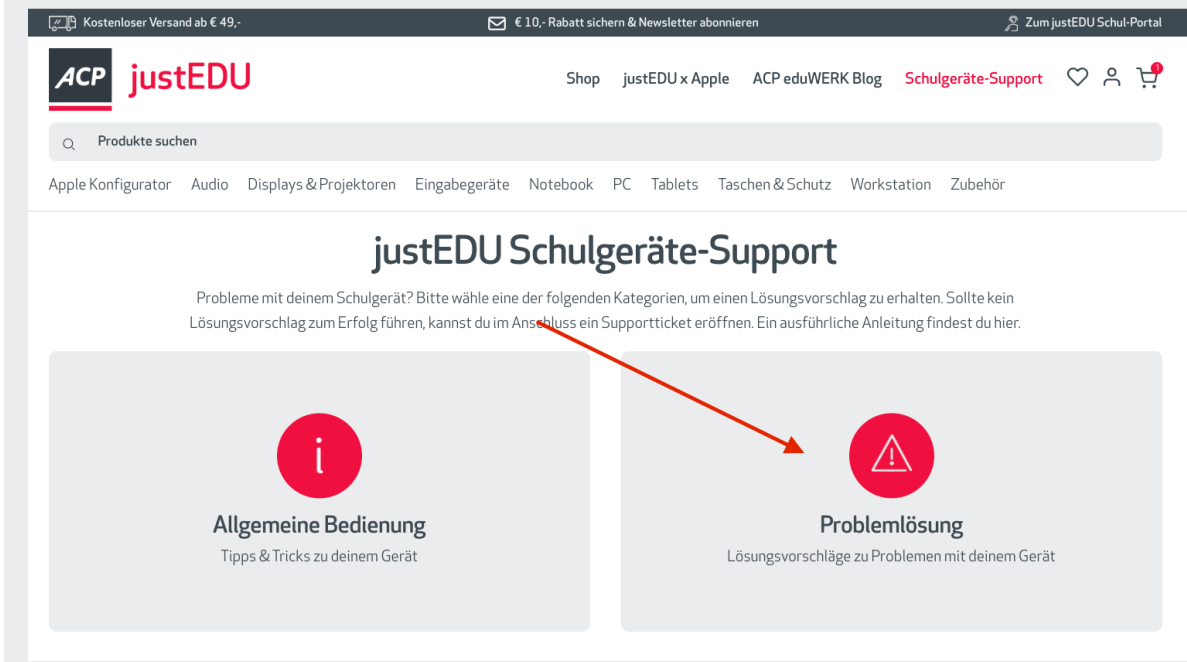 Kostenloser Versand ab € 49,-
€ 10,- Rabatt sichern & Newsletter abonnieren
Zum justEDU Schul-Portal
ACP justEDU
Shop justEDU x Apple ACP eduWERK Blog Schulgeräte-Support 1
Produkte suchen
Apple Konfigurator Audio Displays & Projektoren Eingabegeräte Notebook PC Tablets Taschen & Schutz Workstation Zubehör
justEDU Schulgeräte-Support
Probleme mit deinem Schulgerät? Bitte wähle eine der folgenden Kategorien, um einen Lösungsvorschlag zu erhalten. Sollte kein
Lösungsvorschlag zum Erfolg führen, kannst du im Anschluss ein Supportticket eröffnen. Ein ausführliche Anleitung findest du hier.
Allgemeine Bedienung
Tipps & Tricks zu deinem Gerät
Problemlösung
Lösungsvorschläge zu Problemen mit deinem Gerät